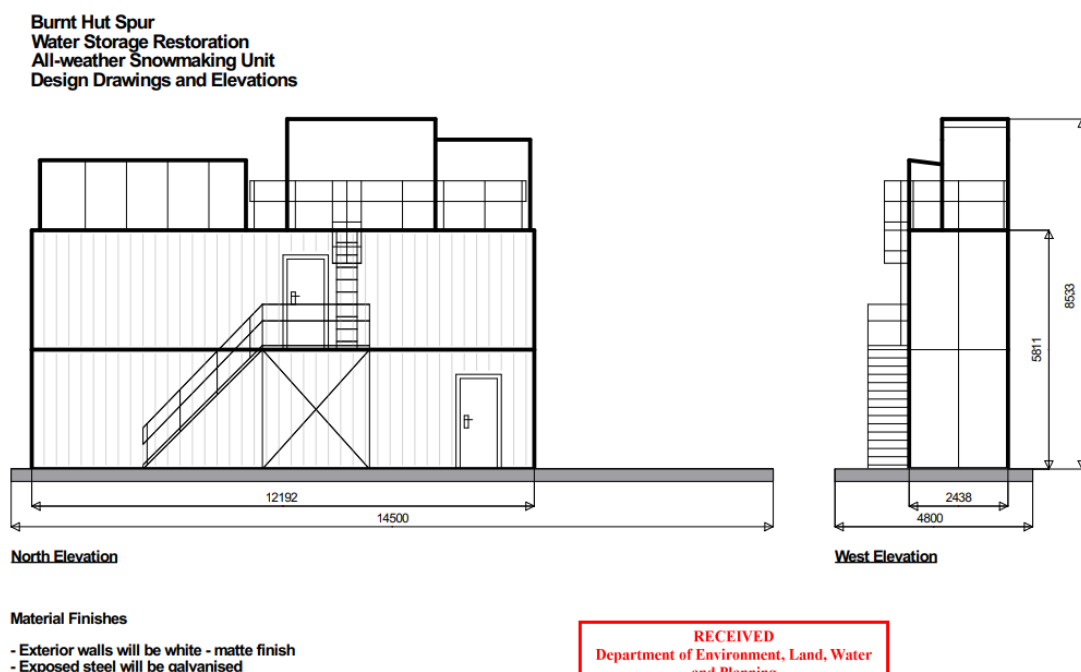 Burnt Hut Spur
Water Storage Restoration
All-weather Snowmaking Unit
Design Drawings and Elevations
8533
5811
12192
14500
2438
4800
North Elevation
West Elevation
Material Finishes
- Exterior walls will be white - matte finish
- Exposed steel will be galvanised
RECEIVED
Department of Environment, Land, Water
and Planning